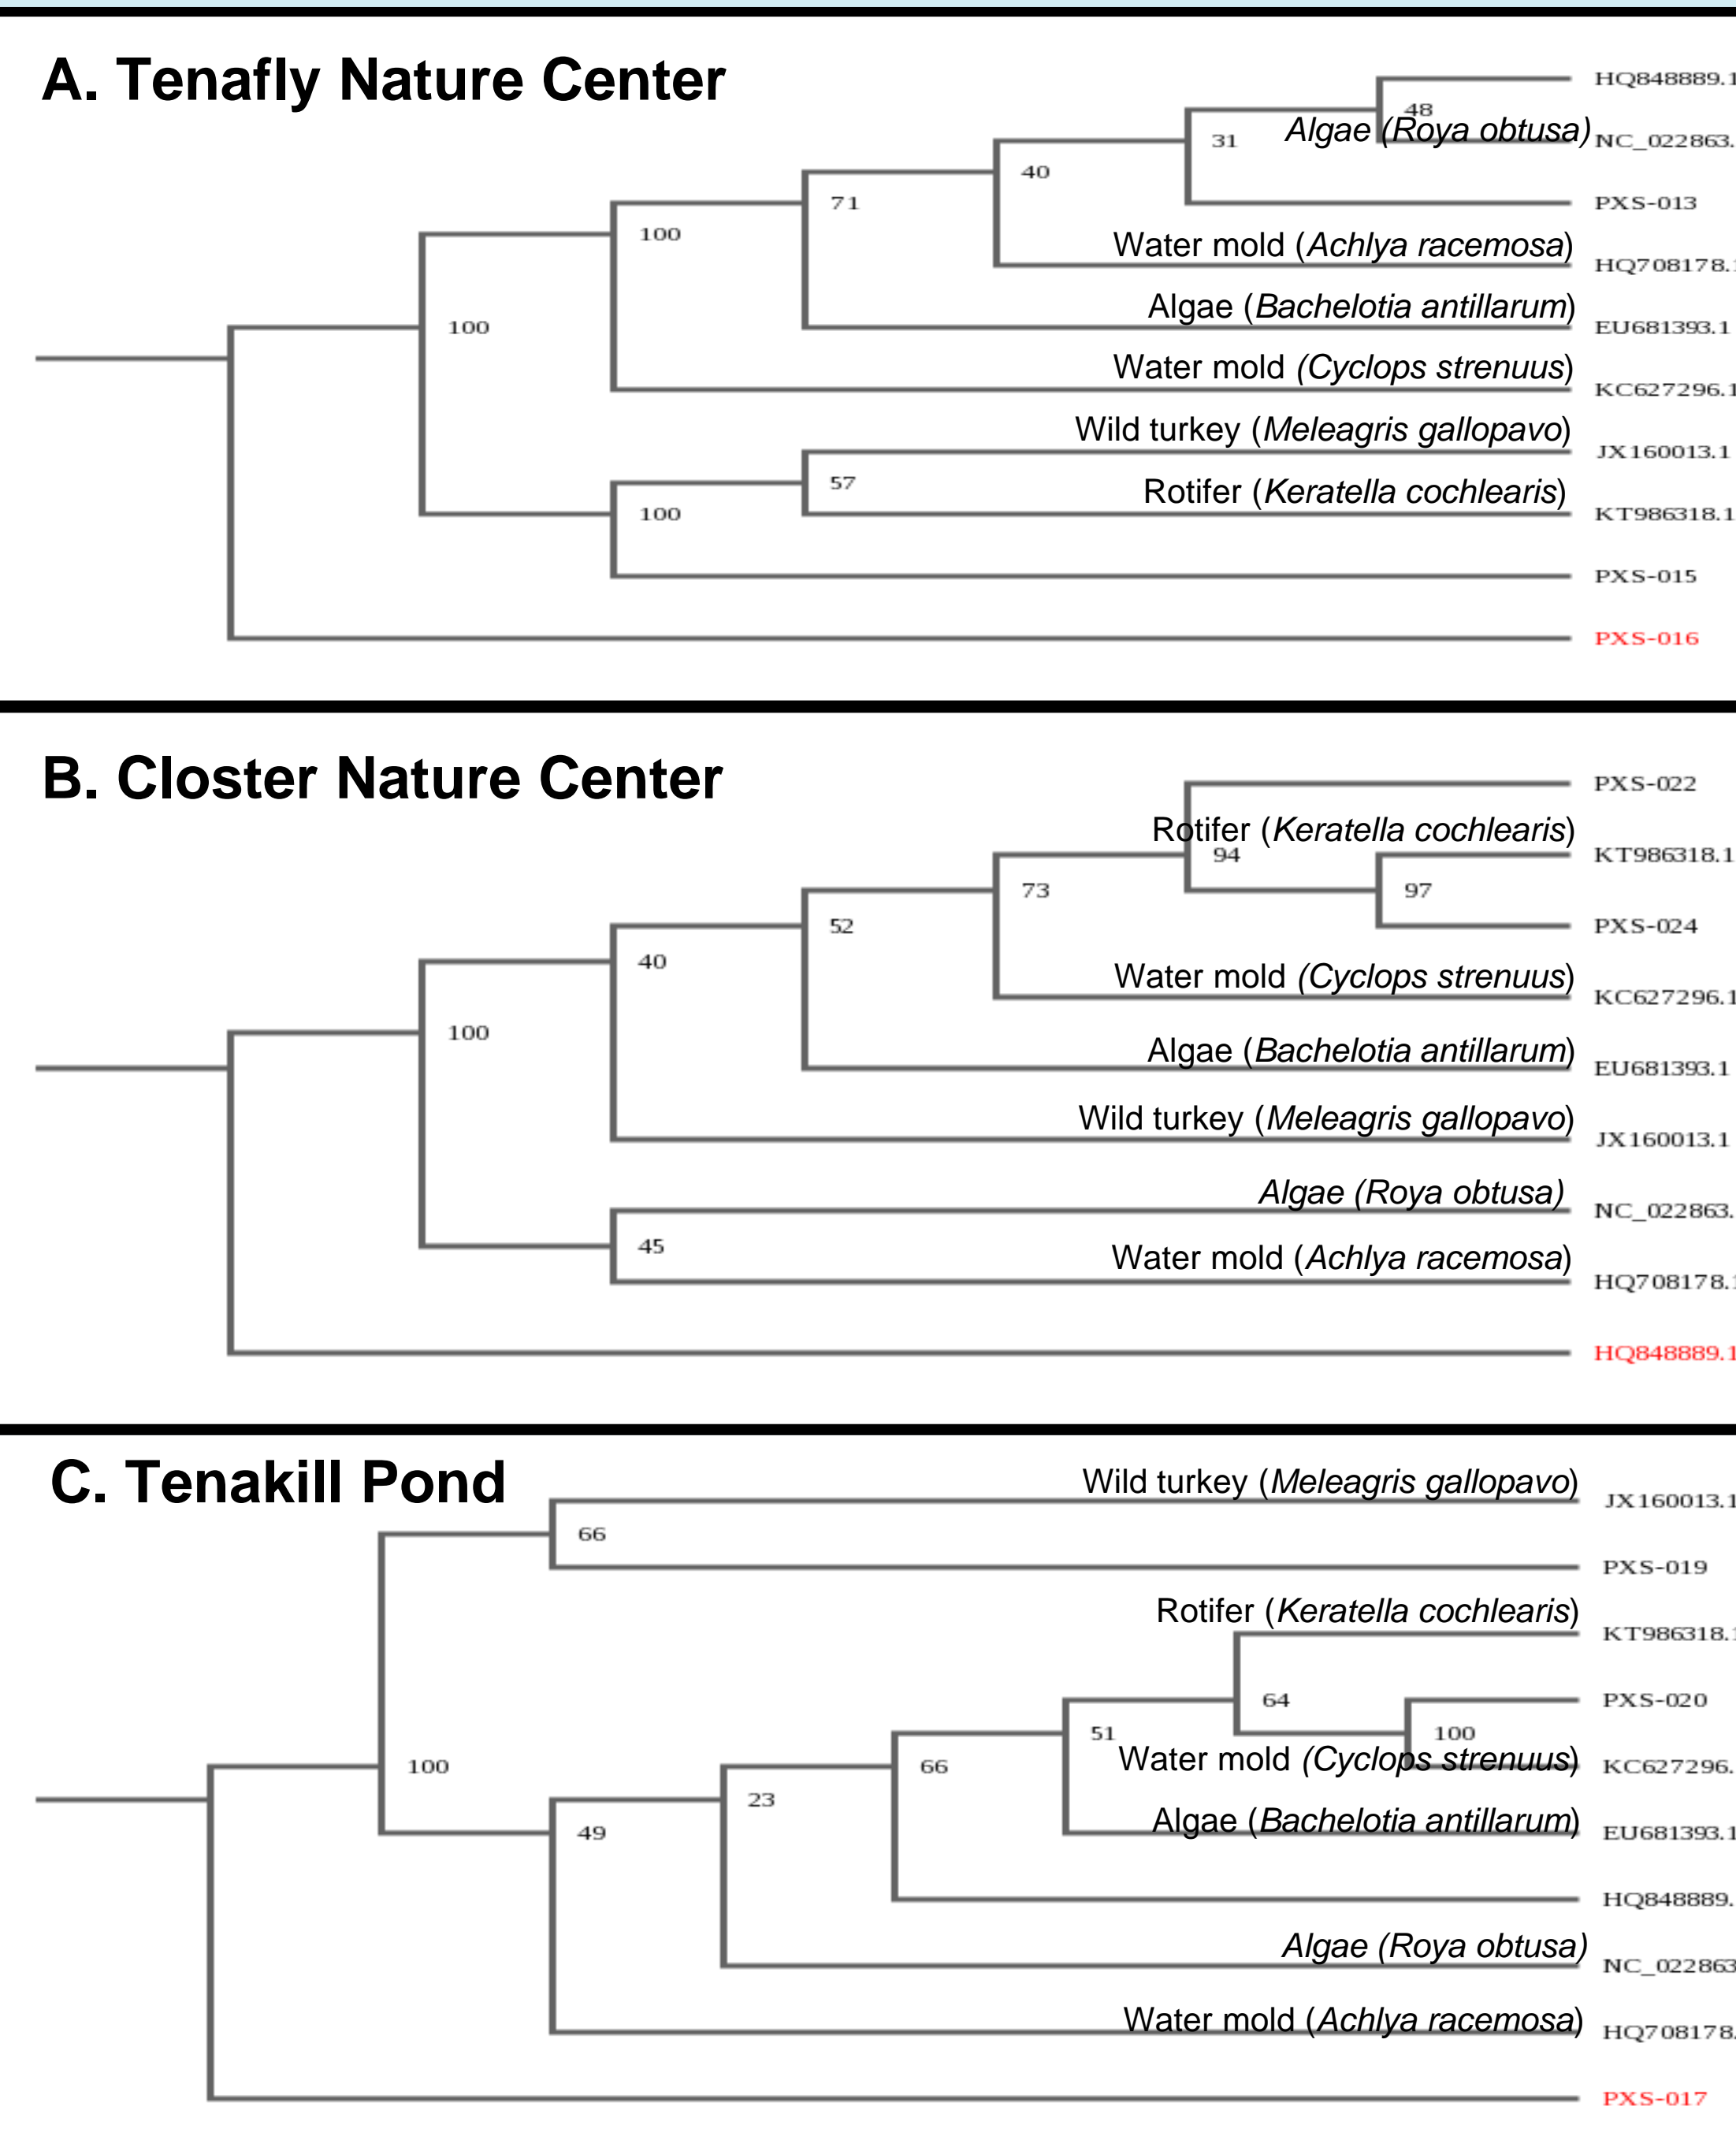 A. Tenafly Nature Center
HQ848889.1
48
Algae (Roya obtusa)
NC_022863.
31
40
PXS-013
71
Water mold (Achlya racemosa)
HQ708178.1
100
Algae (Bachelotia antillarum)
EU681393.1
100
Water mold (Cyclops strenuus)
KC627296.1
Wild turkey (Meleagris gallopavo)
JX160013.1
57
Rotifer (Keratella cochlearis)
KT986318.1
100
PXS-015
PXS-016
B. Closter Nature Center
PXS-022
Rotifer (Keratella cochlearis)
KT986318.1
94
97
73
PXS-024
52
Water mold (Cyclops strenuus)
KC627296.1
40
Algae (Bachelotia antillarum)
EU681393.1
100
Wild turkey (Meleagris gallopavo)
JX160013.1
Algae (Roya obtusa)
NC_022863.
45
Water mold (Achlya racemosa)
HQ708178.1
HQ848889.1
C. Tenakill Pond
Wild turkey (Meleagris gallopavo)
JX160013.1
66
PXS-019
Rotifer (Keratella cochlearis)
KT986318.1
64
PXS-020
51
100
Water mold (Cyclops strenuus)
KC627296.
100
66
23
Algae (Bachelotia antillarum)
EU681393.1
49
HQ848889.
Algae (Roya obtusa)
NC_022863
Water mold (Achlya racemosa)
HQ708178.
PXS-017